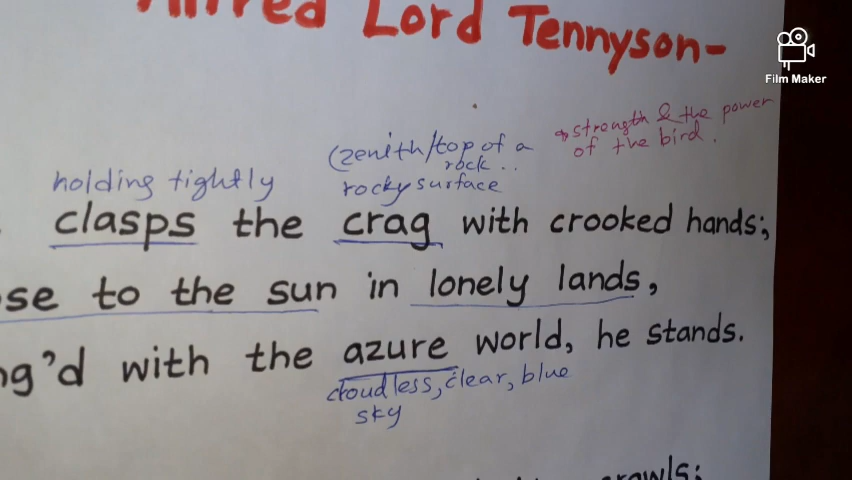 Alfred Lord Tennyson-
Film Maker
* strength & the power
of the bird.
(zenith/top of a
rock..
holding tightly
rocky surface
clasps the crag with crooked hands;
se to the sun in lonely lands,
ng'd with the azure world, he stands.
cloudless, clear, blue
sky